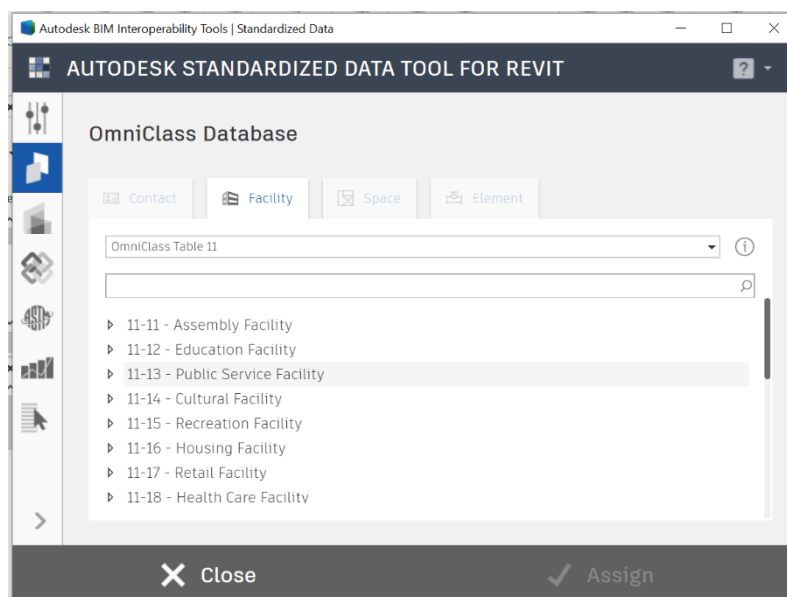 Autodesk BIM Interoperability Tools | Standardized Data
AUTODESK STANDARDIZED DATA TOOL FOR REVIT
?
OmniClass Database
Contact
Facility
Space
Element
OmniClass Table 11
11-11 - Assembly Facility
11-12 - Education Facility
11-13 - Public Service Facility
11-14 - Cultural Facility
11-15 - Recreation Facility
11-16 - Housing Facility
11-17 - Retail Facility
11-18 - Health Care Facility
ASTM
Close
Assign